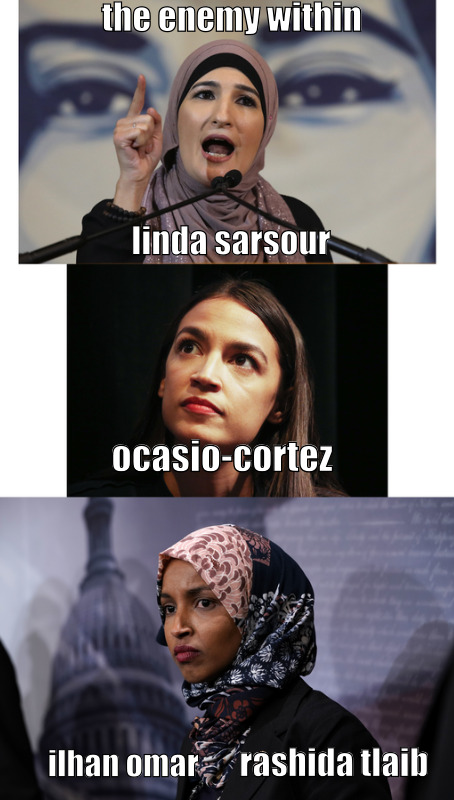 the enemy within
linda sarsour
ocasio-cortez
ilhan omar rashida tlaib